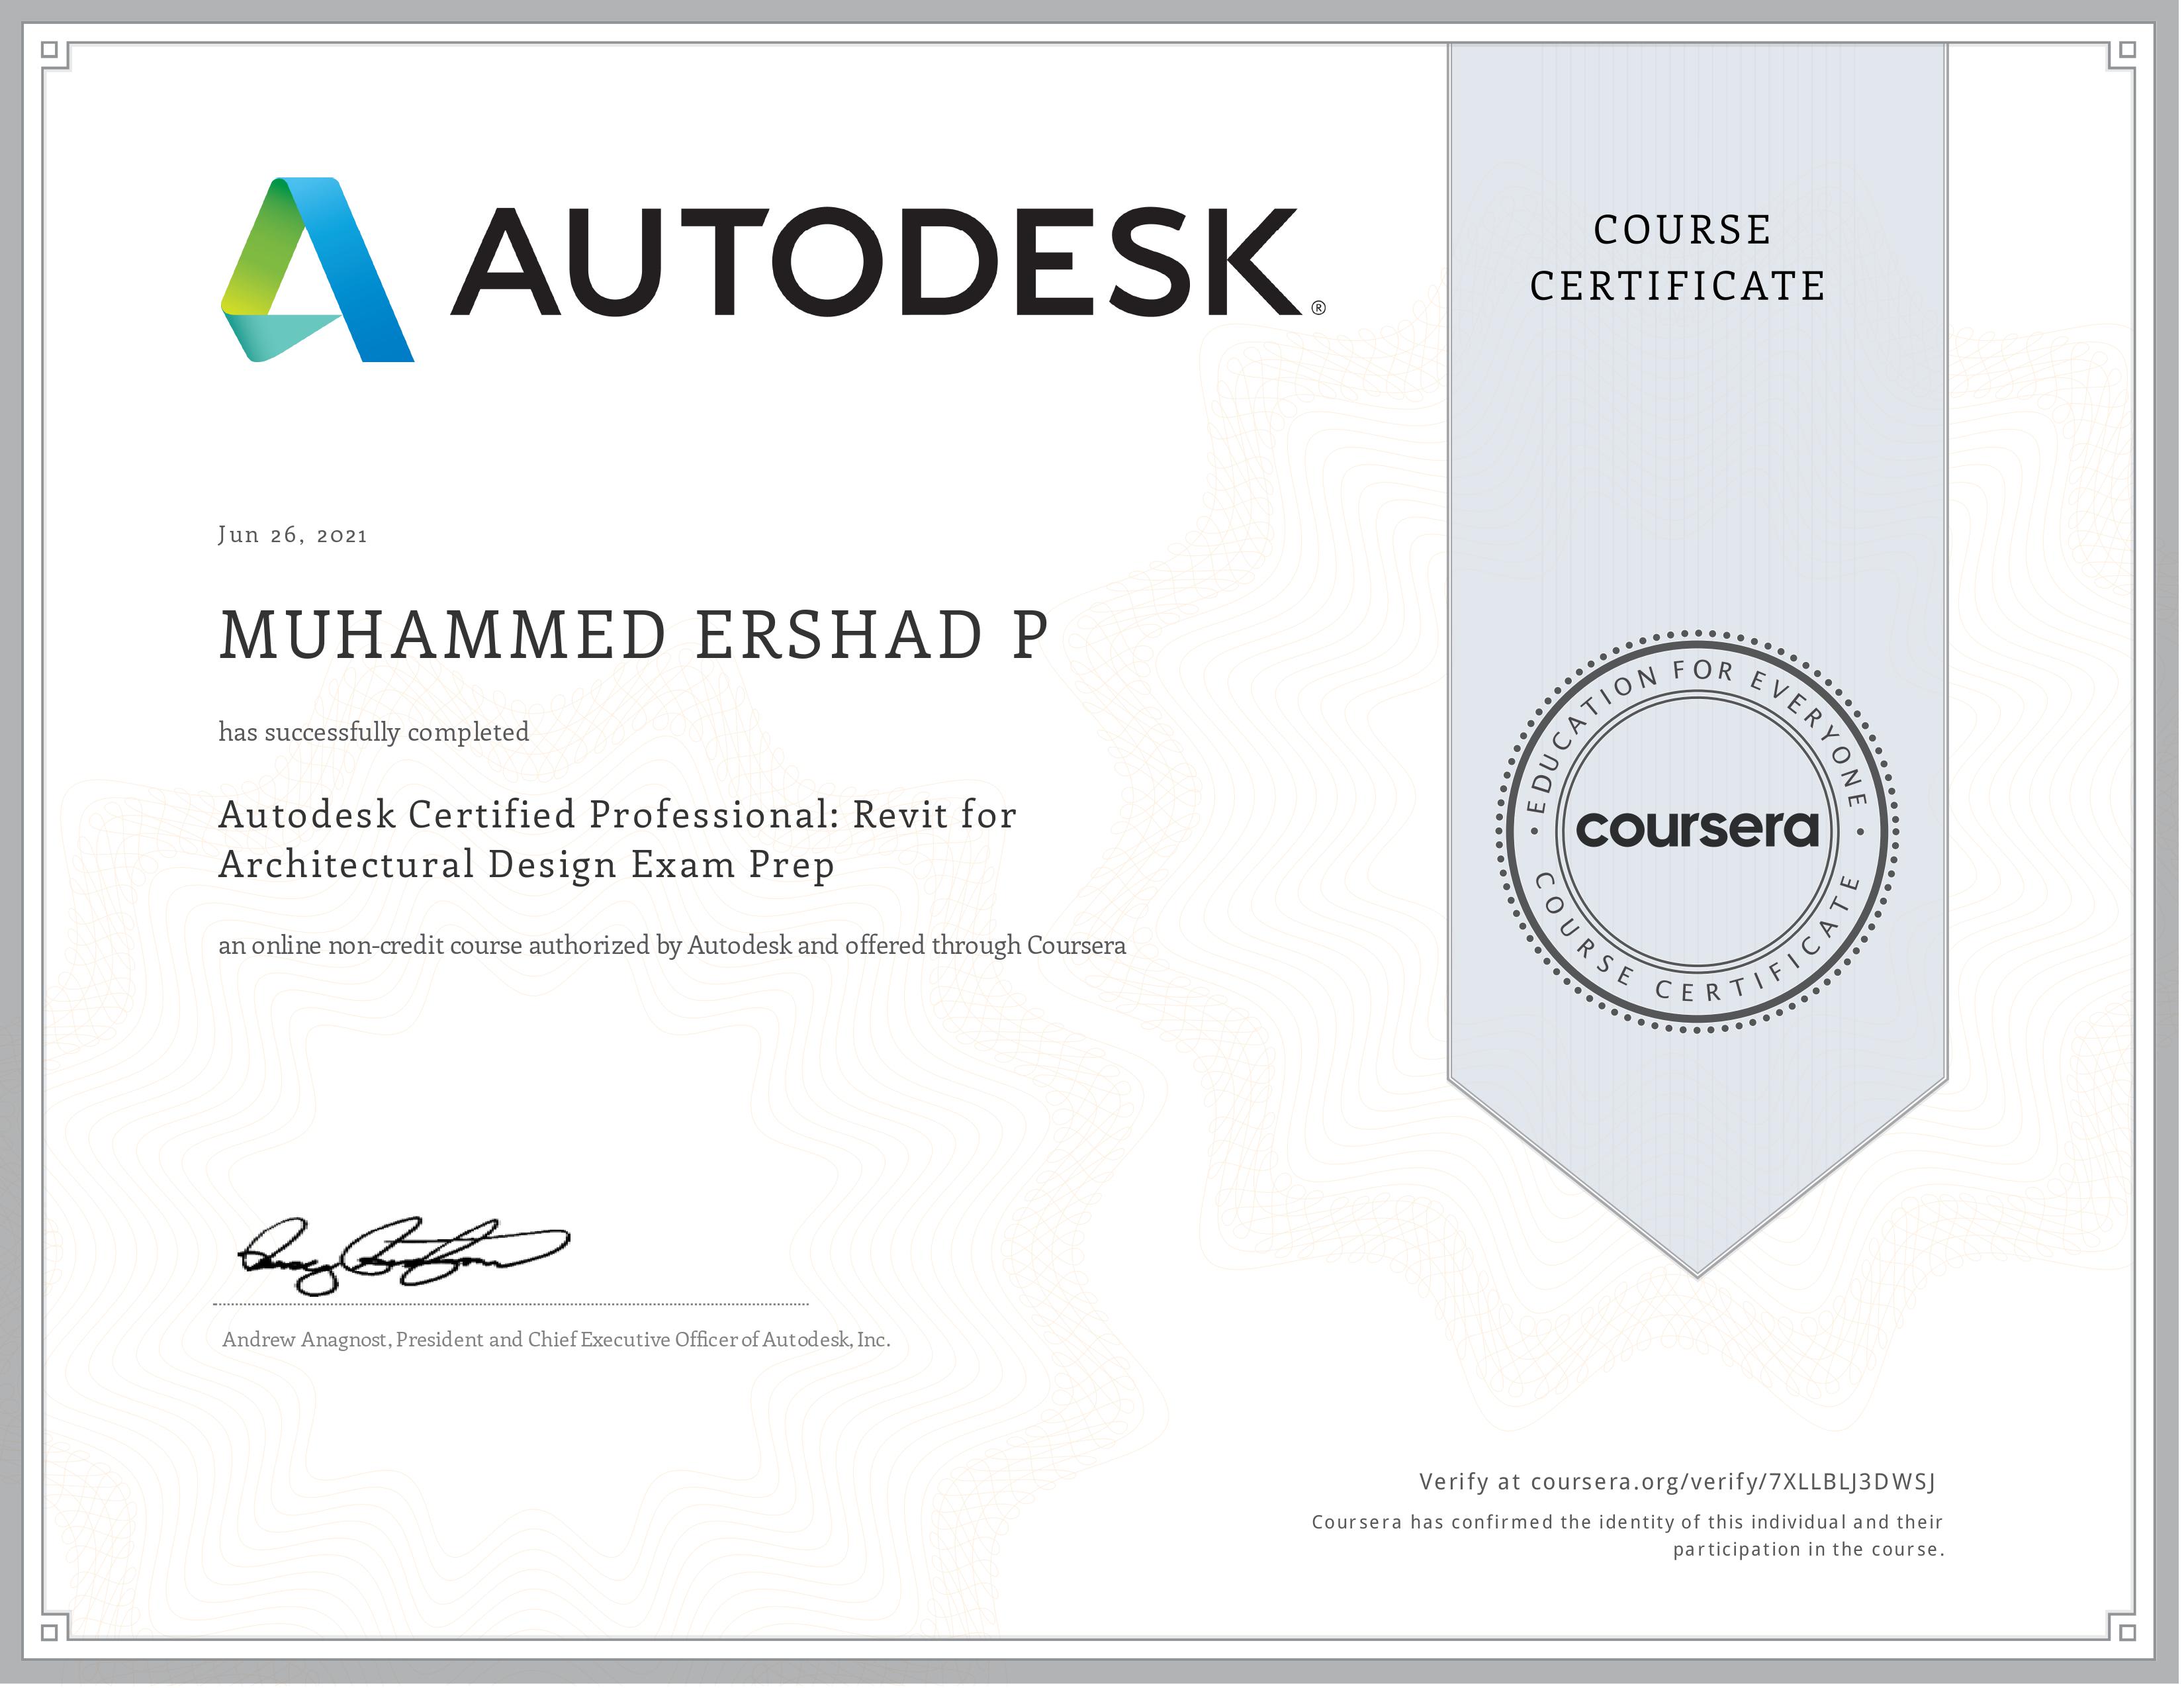 AUTODESK®
COURSE
CERTIFICATE
Jun 26, 2021
MUHAMMED ERSHAD P
has successfully completed
Autodesk Certified Professional: Revit for
Architectural Design Exam Prep
an online non-credit course authorized by Autodesk and offered through Coursera
EDUCATION FOR EVERYONE
coursera
COURSE CERTIFICATE
Andrew Anagnost, President and Chief Executive Officer of Autodesk, Inc.
Verify at coursera.org/verify/7XLLBLJ3DWSJ
Coursera has confirmed the identity of this individual and their
participation in the course.